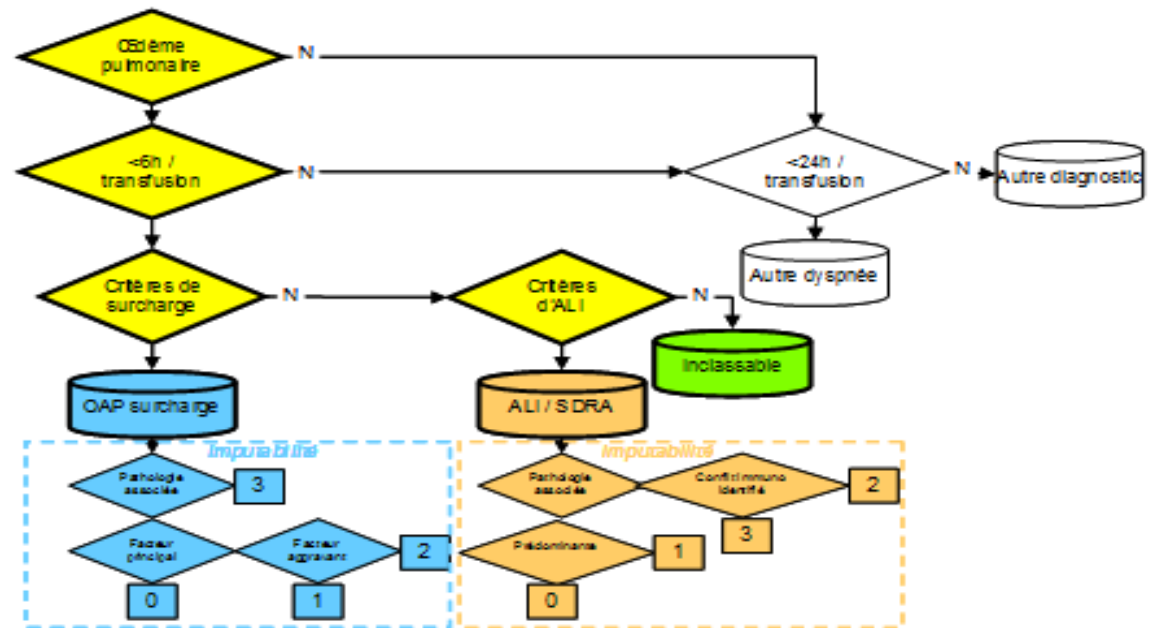 Œdème
pulmonaire
N
<6h /
transfusion
N
<24h /
transfusion
N
Autre diagnostic
Autre dyspnée
Critères de
surcharge
N
Critères
d'ALI
N
Inclassable
OAP surcharge
ALI / SDRA
Imputabilité
Pathologie
associée
3
Facteur
principal
Facteur
aggravant
2
0
1
Imputabilité
Pathologie
associée
Conflit immuno
identifié
2
3
Prédominante
1
0